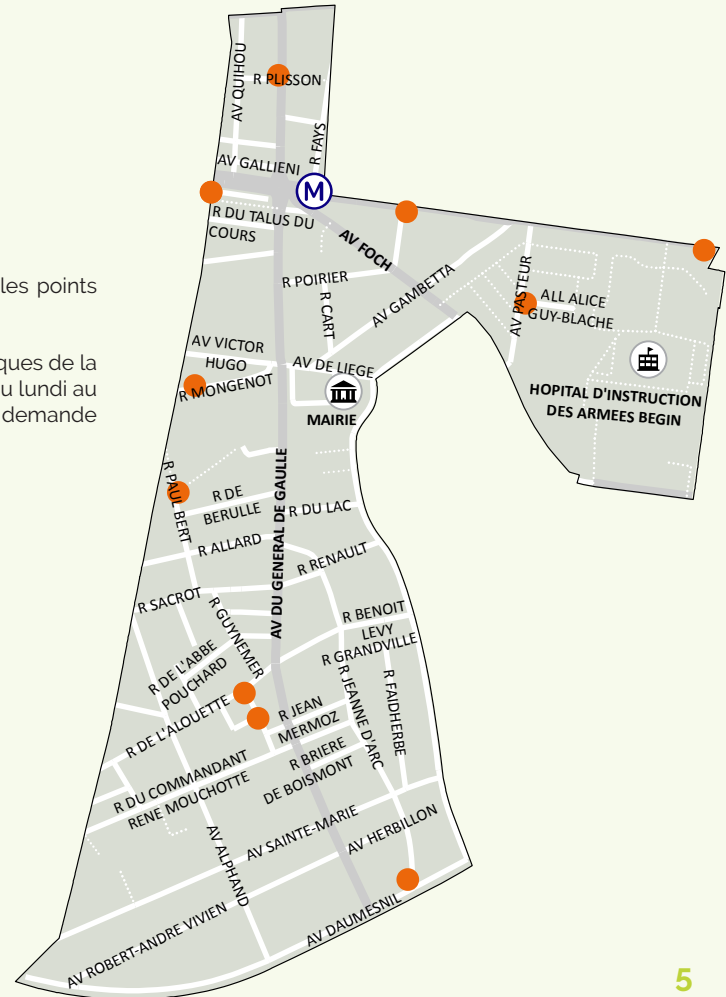 R PLISSON
AV QUIHOU
R FAYS
AV GALLIENI
M
R DU TALUS DU
COURS
AV FOCH
les points
R POIRIER
R CART
AV GAMBETTA
AV PASTEUR
ALL ALICE
GUY-BLACHE
ques de la
u lundi au
demande
AV VICTOR
HUGO
AV DE LIEGE
R MONGENOT
MAIRIE
HOPITAL D'INSTRUCTION
DES ARMEES BEGIN
R PAUL BERT
R DE
BERULLE
R DU LAC
AV DU GENERAL DE GAULLE
R ALLARD
R RENAULT
R SACROT
R GUYNEMER
R BENOIT
LEVY
R GRANDVILLE
R DE L'ABBE
POUCHARD
R JEANNE D'ARC
R FAIDHERBE
R DE L'ALOUETTE
R JEAN
MERMOZ
R BRIERE
DE BOISMONT
R DU COMMANDANT
RENE MOUCHOTTE
AV ALPHAND
AV SAINTE-MARIE
AV HERBILLON
AV ROBERT-ANDRE VIVIEN
AV DAUMESNIL
5